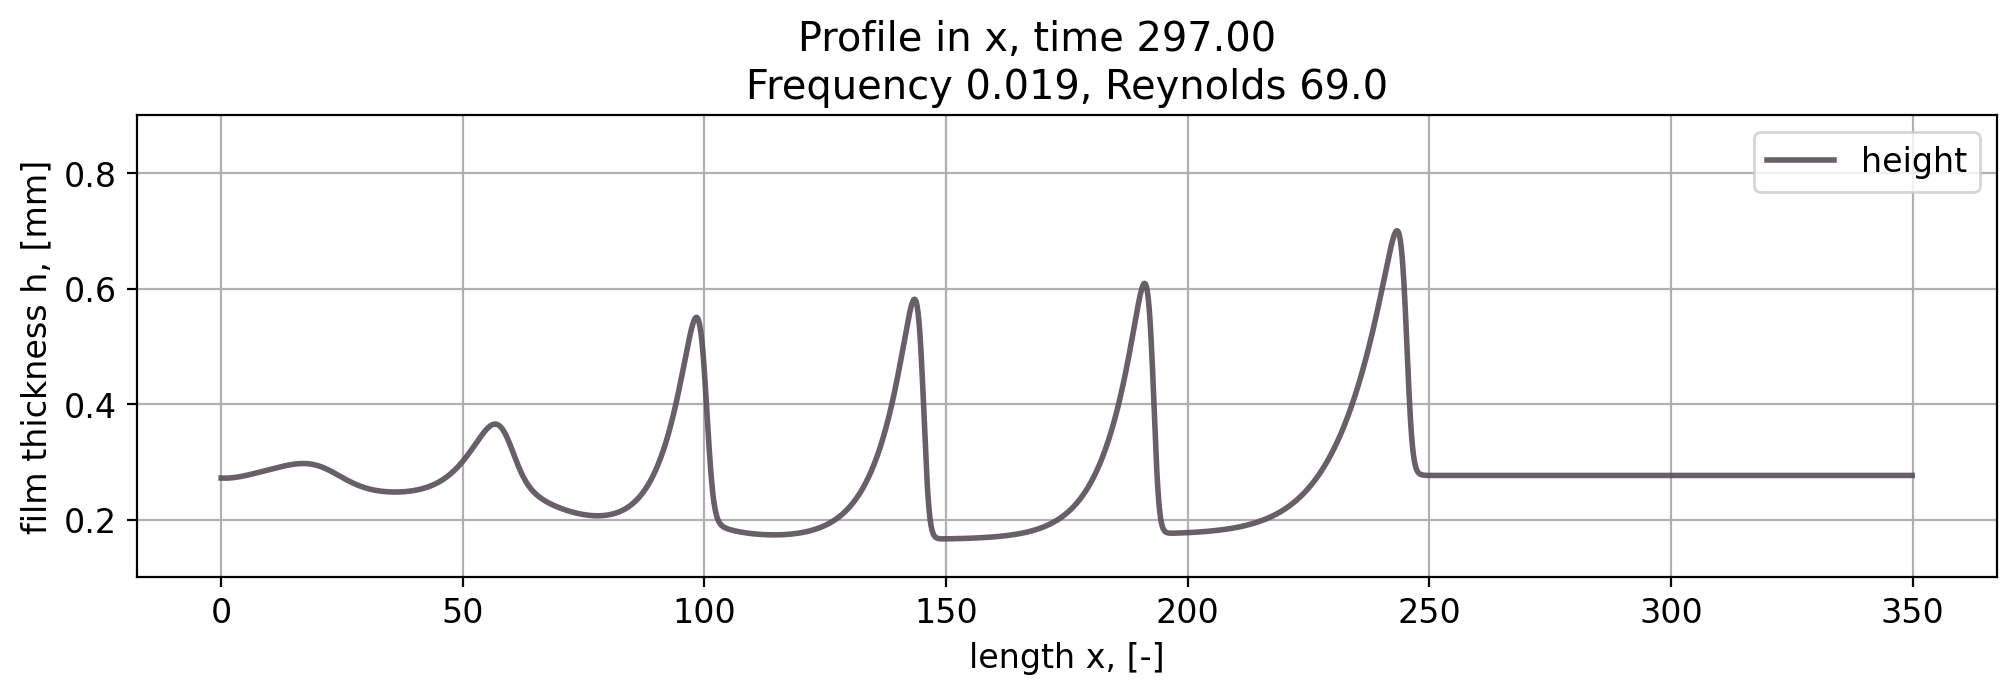 Profile in x, time 297.00
Frequency 0.019, Reynolds 69.0
height
film thickness h, [mm]
0.8
0.6
0.4
0.2
0 50 100 150 200 250 300 350
length x, [-]